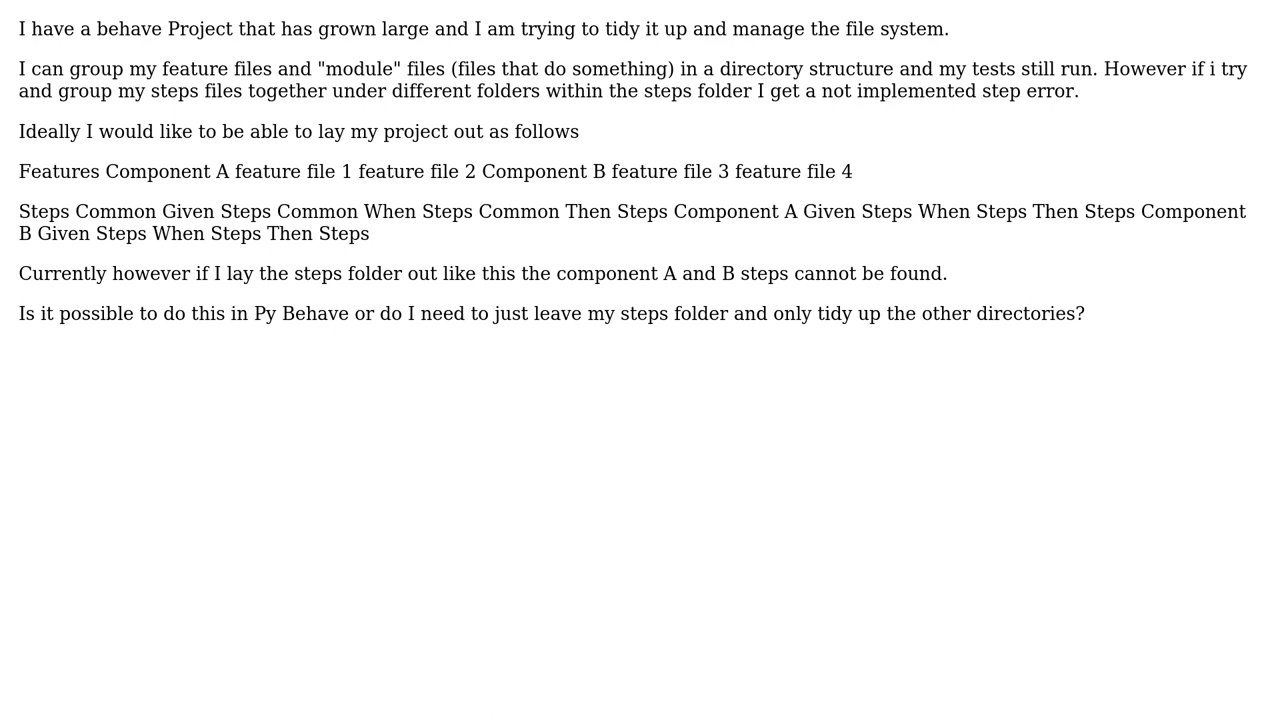 I have a behave Project that has grown large and I am trying to tidy it up and manage the file system.
I can group my feature files and "module" files (files that do something) in a directory structure and my tests still run. However if i try
and group my steps files together under different folders within the steps folder I get a not implemented step error.
Ideally I would like to be able to lay my project out as follows
Features Component A feature file 1 feature file 2 Component B feature file 3 feature file 4
Steps Common Given Steps Common When Steps Common Then Steps Component A Given Steps When Steps Then Steps Component
B Given Steps When Steps Then Steps
Currently however if I lay the steps folder out like this the component A and B steps cannot be found.
Is it possible to do this in Py Behave or do I need to just leave my steps folder and only tidy up the other directories?